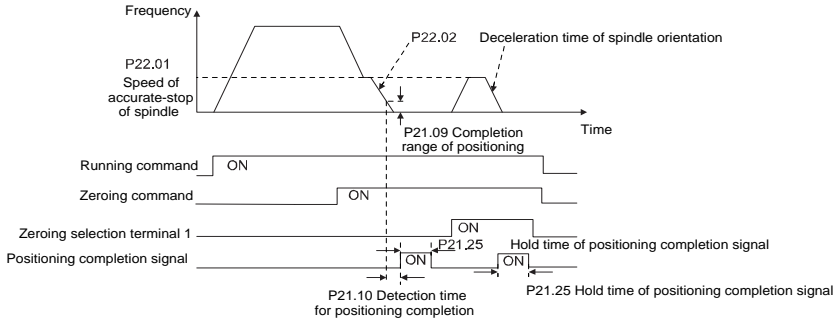 Frequency
P22.02
Deceleration time of spindle orientation
P22.01
Speed of
accurate-stop
of spindle
Time
P21.09 Completion
range of positioning
Running command
ON
Zeroing command
ON
Zeroing selection terminal 1
ON
P21.25
Hold time of positioning completion signal
Positioning completion signal
ON
ON
P21.10 Detection time
for positioning completion
P21.25 Hold time of positioning completion signal